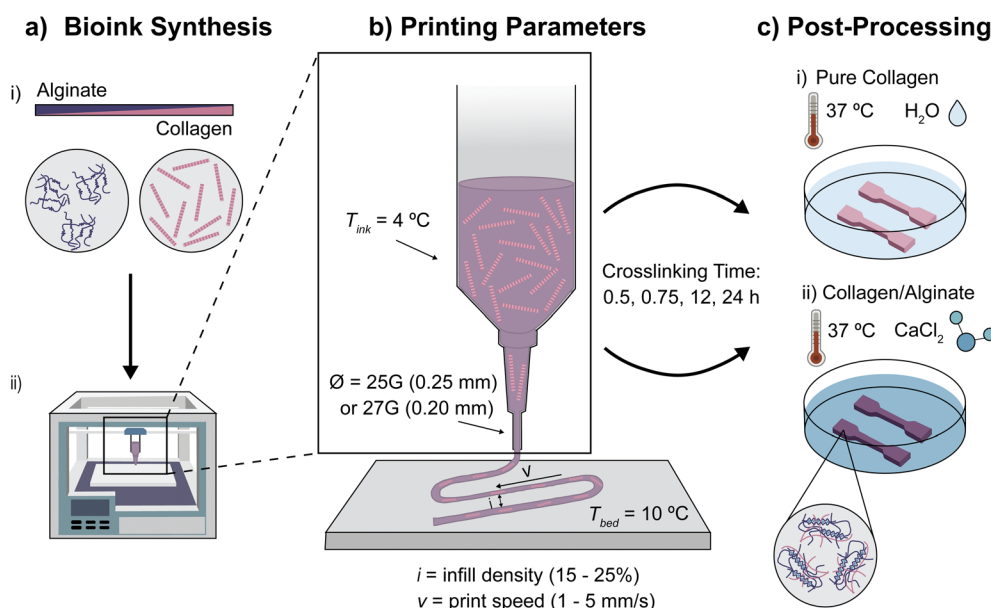 a) Bioink Synthesis
i)
Alginate
Collagen
ii)
b) Printing Parameters
T_ink = 4 ºC
Ø = 25G (0.25 mm)
or 27G (0.20 mm)
v
i
T_bed = 10 ºC
i = infill density (15 - 25%)
v = print speed (1 - 5 mm/s)
Crosslinking Time:
0.5, 0.75, 12, 24 h
c) Post-Processing
i) Pure Collagen
37 ºC H₂O
ii) Collagen/Alginate
37 ºC CaCl₂